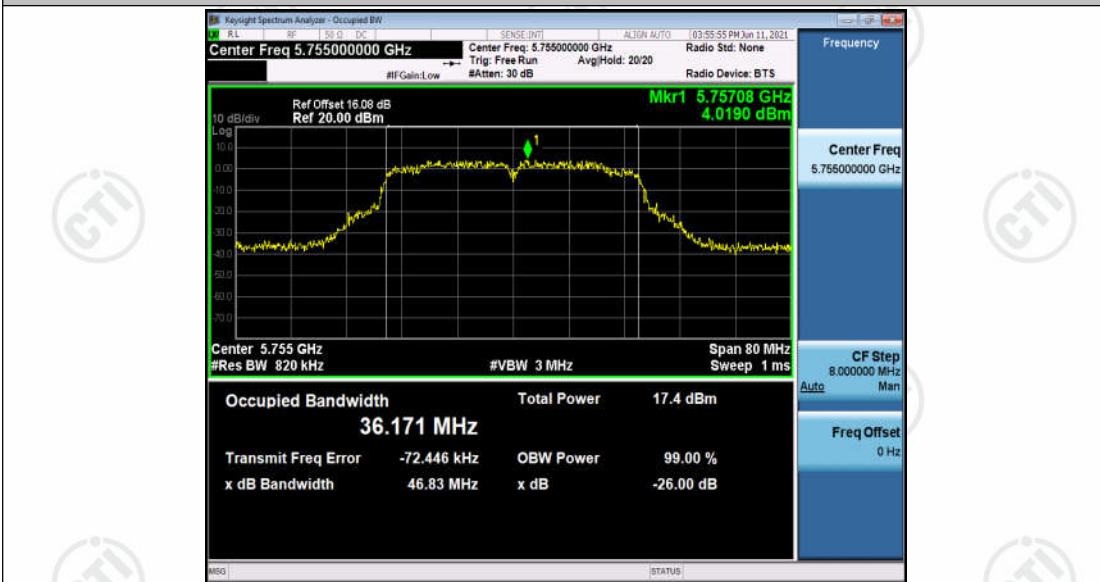 Keysight Spectrum Analyzer - Occupied BW
RL RF 50 Ω DC SENSE:INT ALIGN AUTO 03:55:55 PM Jun 11, 2021
Center Freq 5.755000000 GHz
Center Freq: 5.755000000 GHz
Radio Std: None
Trig: Free Run Avg|Hold: 20/20
#IFGain:Low #Atten: 30 dB Radio Device: BTS
Frequency
Mkr1 5.75708 GHz
4.0190 dBm
Ref Offset 16.08 dB
10 dB/div Ref 20.00 dBm
Log
10.0
0.00
-10.0
-20.0
-30.0
-40.0
-50.0
-60.0
-70.0
1
Center 5.755 GHz Span 80 MHz
#Res BW 820 kHz #VBW 3 MHz Sweep 1 ms
Center Freq
5.755000000 GHz
CF Step
8.000000 MHz
Auto Man
Freq Offset
0 Hz
Occupied Bandwidth Total Power 17.4 dBm
36.171 MHz
Transmit Freq Error -72.446 kHz OBW Power 99.00 %
x dB Bandwidth 46.83 MHz x dB -26.00 dB
MSG STATUS
CTI
CTI